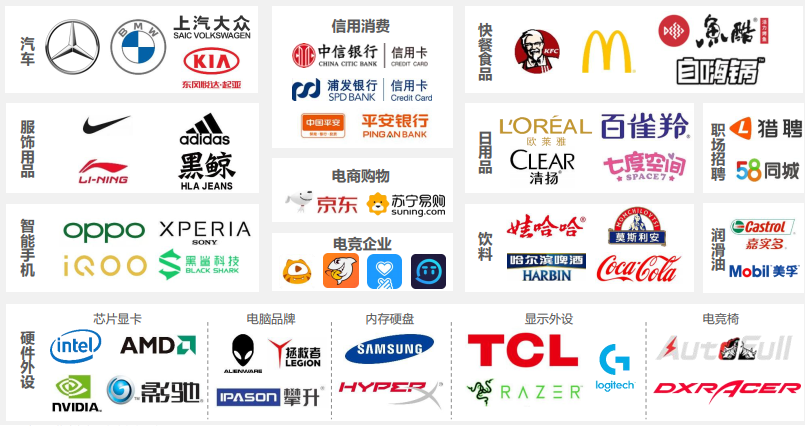 汽车
BMW
上汽大众
SAIC VOLKSWAGEN
KIA
东风悦达·起亚
信用消费
中信银行 信用卡
CHINA CITIC BANK CREDIT CARD
浦发银行 信用卡
SPD BANK Credit Card
中国平安
平安银行
PING AN BANK
快餐食品
KFC
魚酷
活力烤鱼
自嗨锅
服饰用品
adidas
LI-NING
黑鲸
HLA JEANS
电商购物
京东
苏宁易购
suning.com
日用品
L'ORÉAL
欧莱雅
百雀羚
CLEAR
清扬
七度空间
SPACE7
职场招聘
猎聘
58同城
智能手机
OPPO
XPERIA
SONY
iQOO
黑鲨科技
BLACK SHARK
电竞企业
饮料
娃哈哈
MONCHILOVERS
莫斯利安
哈尔滨啤酒
HARBIN
Coca-Cola
润滑油
Castrol
嘉实多
Mobil 美孚
硬件外设
芯片显卡
intel
AMD
NVIDIA
影驰
电脑品牌
ALIENWARE
拯救者
LEGION
IPASON 攀升
内存硬盘
SAMSUNG
HYPERX
显示外设
TCL
logitech
RAZER
电竞椅
AutoFull
DXRACER